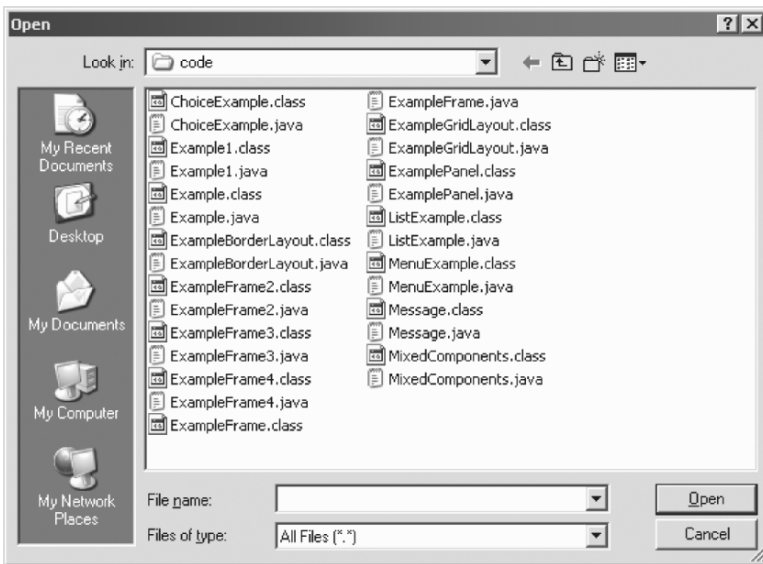 Open
Look in: code
My Recent
Documents
Desktop
My Documents
My Computer
My Network
Places
ChoiceExample.class
ChoiceExample.java
Example1.class
Example1.java
Example.class
Example.java
ExampleBorderLayout.class
ExampleBorderLayout.java
ExampleFrame2.class
ExampleFrame2.java
ExampleFrame3.class
ExampleFrame3.java
ExampleFrame4.class
ExampleFrame4.java
ExampleFrame.class
ExampleFrame.java
ExampleGridLayout.class
ExampleGridLayout.java
ExamplePanel.class
ExamplePanel.java
ListExample.class
ListExample.java
MenuExample.class
MenuExample.java
Message.class
Message.java
MixedComponents.class
MixedComponents.java
File name:
Open
Files of type: All Files (*.*)
Cancel